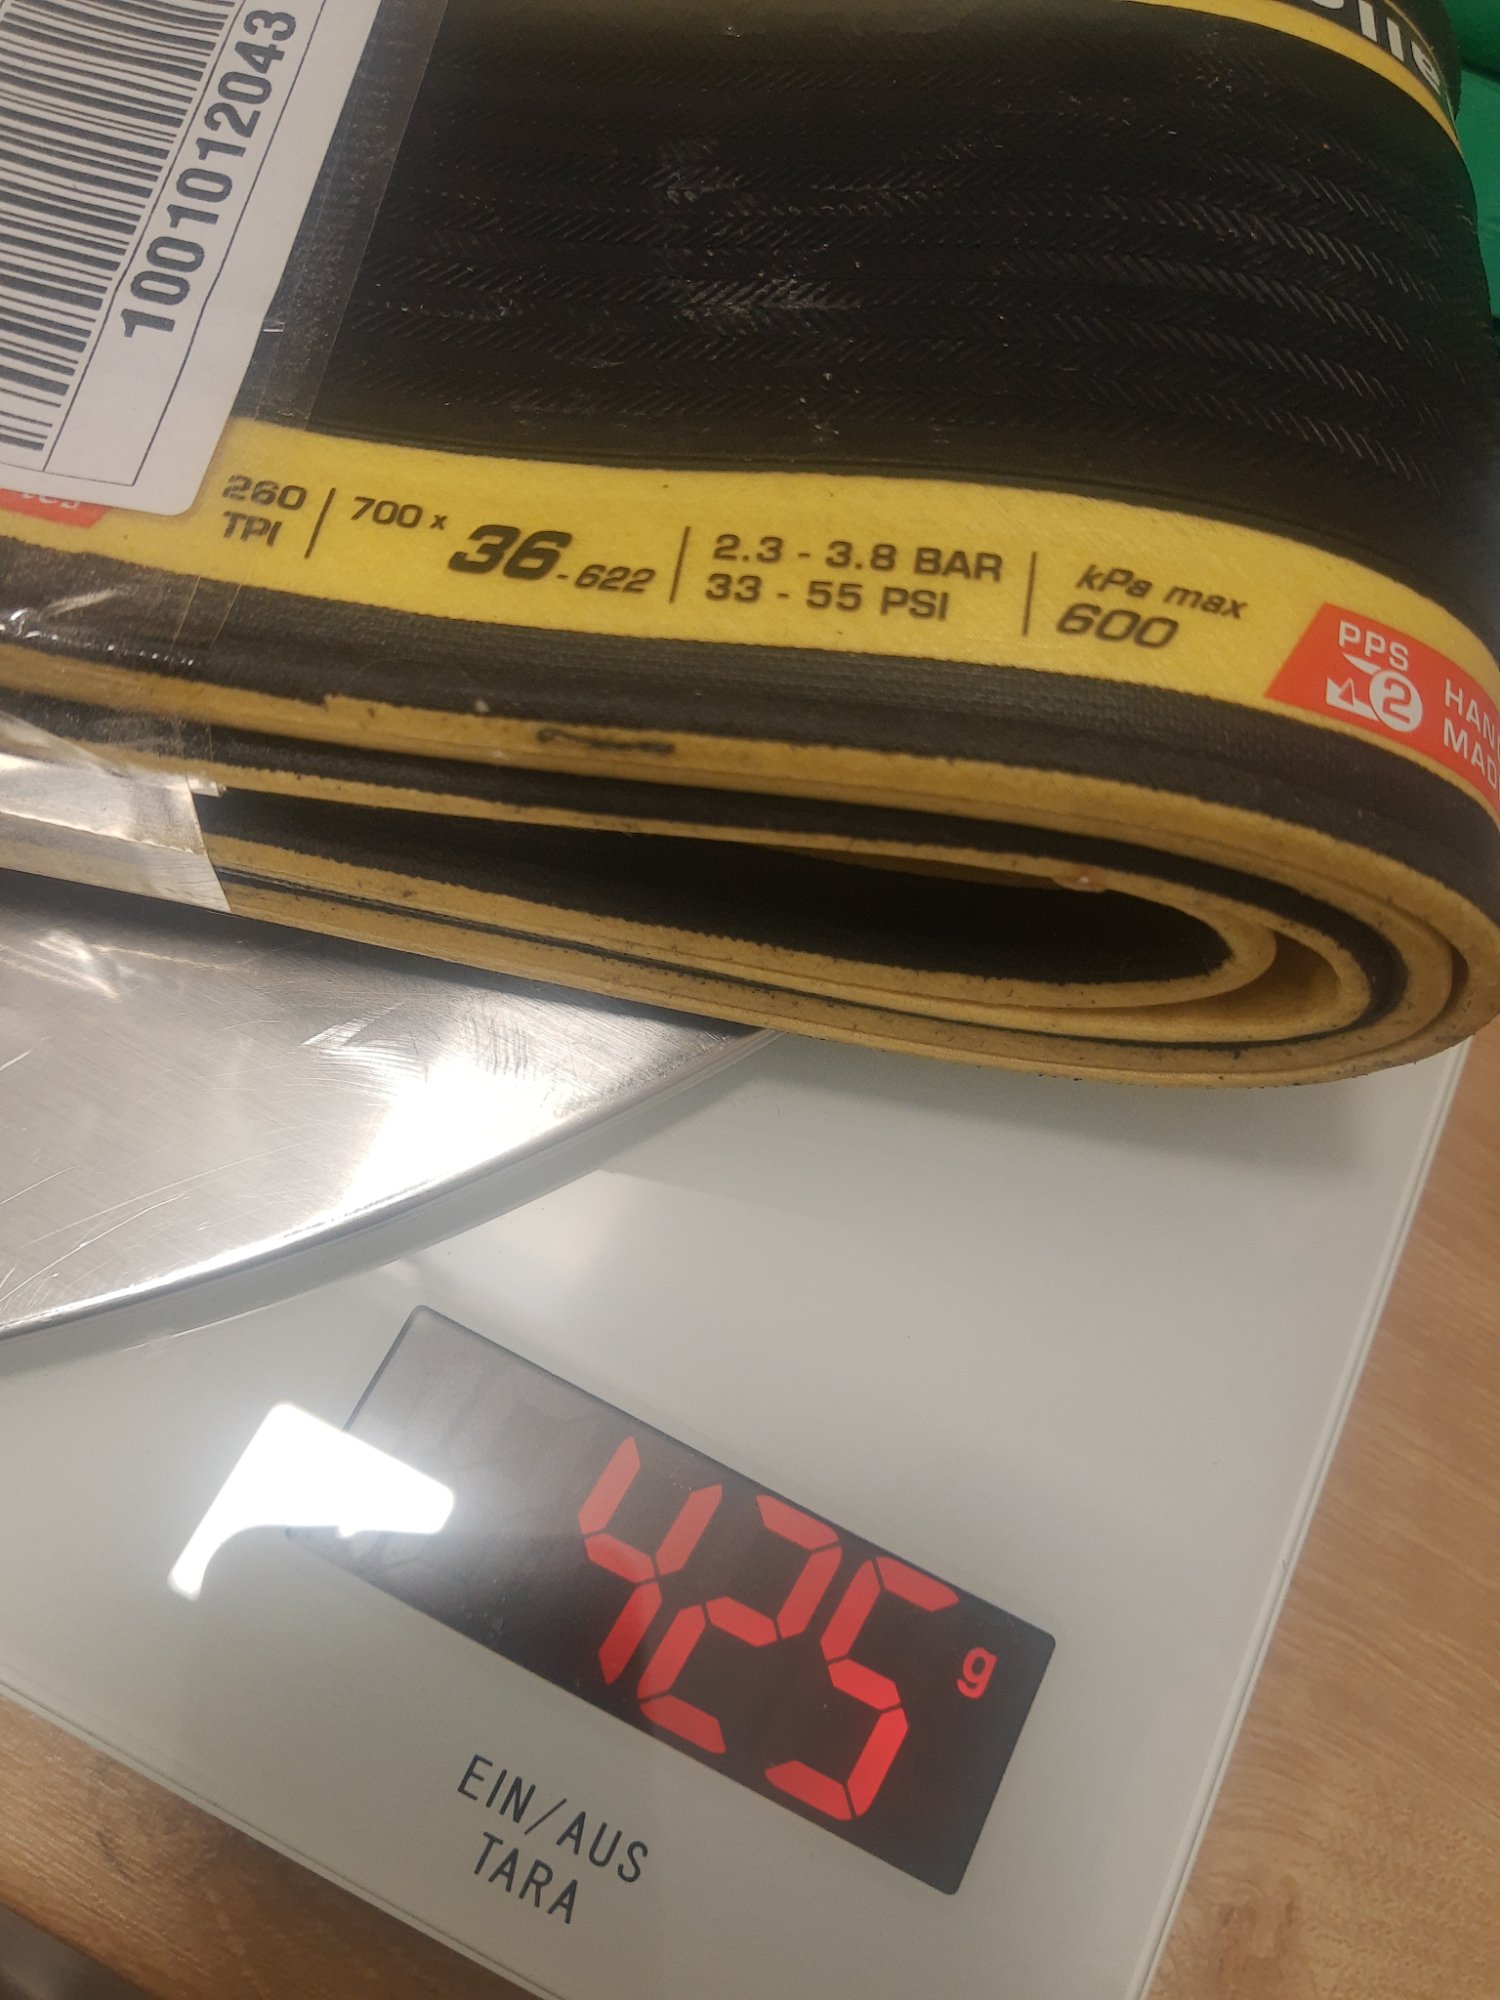 1001012043
260
TPI
700 x 36-622
2.3 - 3.8 BAR
33 - 55 PSI
kPa max
600
PPS
2
425 g
EIN/AUS
TARA